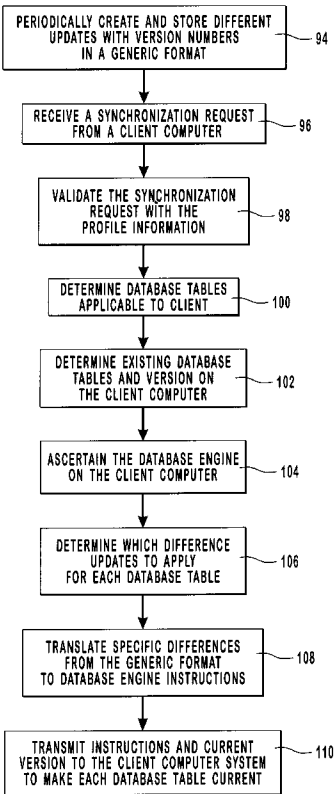 PERIODICALLY CREATE AND STORE DIFFERENT
UPDATES WITH VERSION NUMBERS
IN A GENERIC FORMAT
94
RECEIVE A SYNCHRONIZATION REQUEST
FROM A CLIENT COMPUTER
96
VALIDATE THE SYNCHRONIZATION
REQUEST WITH THE
PROFILE INFORMATION
98
DETERMINE DATABASE TABLES
APPLICABLE TO CLIENT
100
DETERMINE EXISTING DATABASE
TABLES AND VERSION ON
THE CLIENT COMPUTER
102
ASCERTAIN THE DATABASE ENGINE
ON THE CLIENT COMPUTER
104
DETERMINE WHICH DIFFERENCE
UPDATES TO APPLY
FOR EACH DATABASE TABLE
106
TRANSLATE SPECIFIC DIFFERENCES
FROM THE GENERIC FORMAT
TO DATABASE ENGINE INSTRUCTIONS
108
TRANSMIT INSTRUCTIONS AND CURRENT
VERSION TO THE CLIENT COMPUTER SYSTEM
TO MAKE EACH DATABASE TABLE CURRENT
110